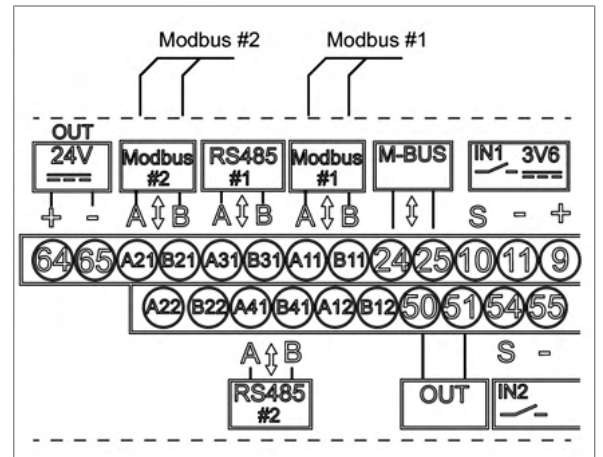 Modbus #2 Modbus #1
OUT
24V Modbus #2 RS485 #1 Modbus #1 M-BUS IN1 3V6
+ - A B A B A B S - +
64 65 A21 B21 A31 B31 A11 B11 24 25 10 11 9
A22 B22 A41 B41 A12 B12 50 51 54 55
A B S -
RS485 #2 OUT IN2